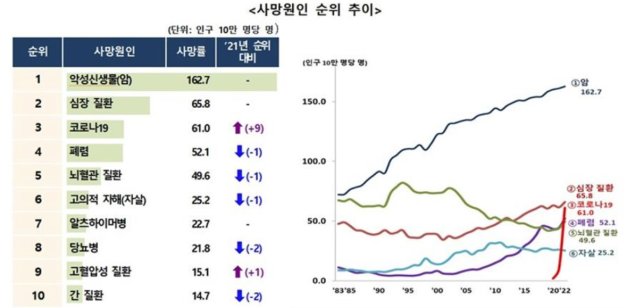 <사망원인 순위 추이>
(단위: 인구 10만 명당 명)
순위 사망원인 사망률 '21년 순위 대비
1 악성신생물(암) 162.7 -
2 심장 질환 65.8 -
3 코로나19 61.0 (+9)
4 폐렴 52.1 (-1)
5 뇌혈관 질환 49.6 (-1)
6 고의적 자해(자살) 25.2 (-1)
7 알츠하이머병 22.7 -
8 당뇨병 21.8 (-2)
9 고혈압성 질환 15.1 (+1)
10 간 질환 14.7 (-2)
(인구 10만 명당 명)
150.0
100.0
50.0
0.0
'83'85 '90 '95 '00 '05 '10 '15 '20'22
①암
162.7
②심장 질환
65.8
③코로나19
61.0
④폐렴 52.1
⑤뇌혈관 질환
49.6
⑥자살 25.2